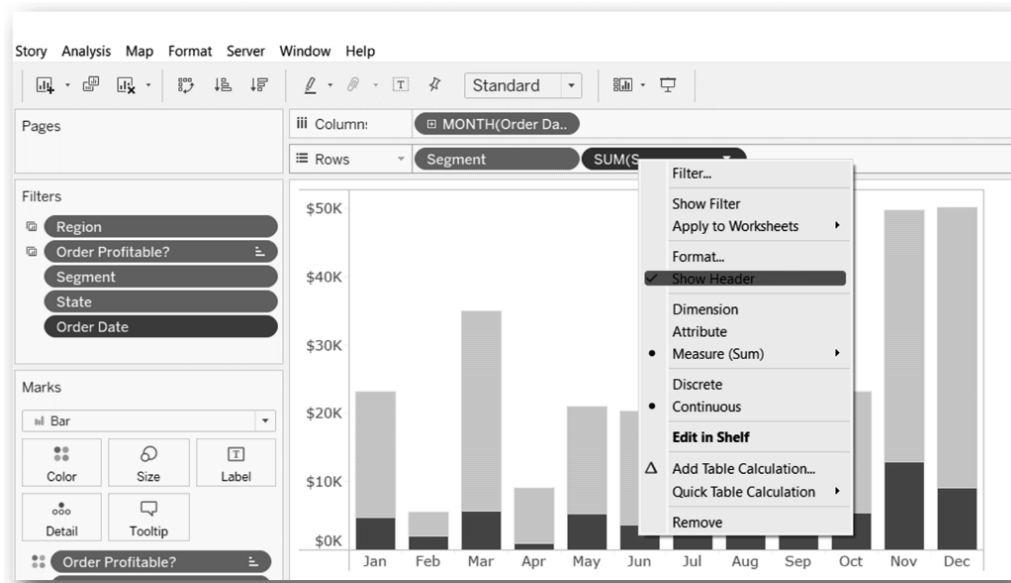 Story Analysis Map Format Server Window Help
Standard
Pages
Columns
MONTH(Order Da..
Rows
Segment
SUM(S
Filters
Region
Order Profitable?
Segment
State
Order Date
Marks
Bar
Color
Size
Label
Detail
Tooltip
Order Profitable?
Filter...
Show Filter
Apply to Worksheets
Format...
Show Header
Dimension
Attribute
Measure (Sum)
Discrete
Continuous
Edit in Shelf
Add Table Calculation...
Quick Table Calculation
Remove
$50K
$40K
$30K
$20K
$10K
$0K
Jan Feb Mar Apr May Jun Jul Aug Sep Oct Nov Dec